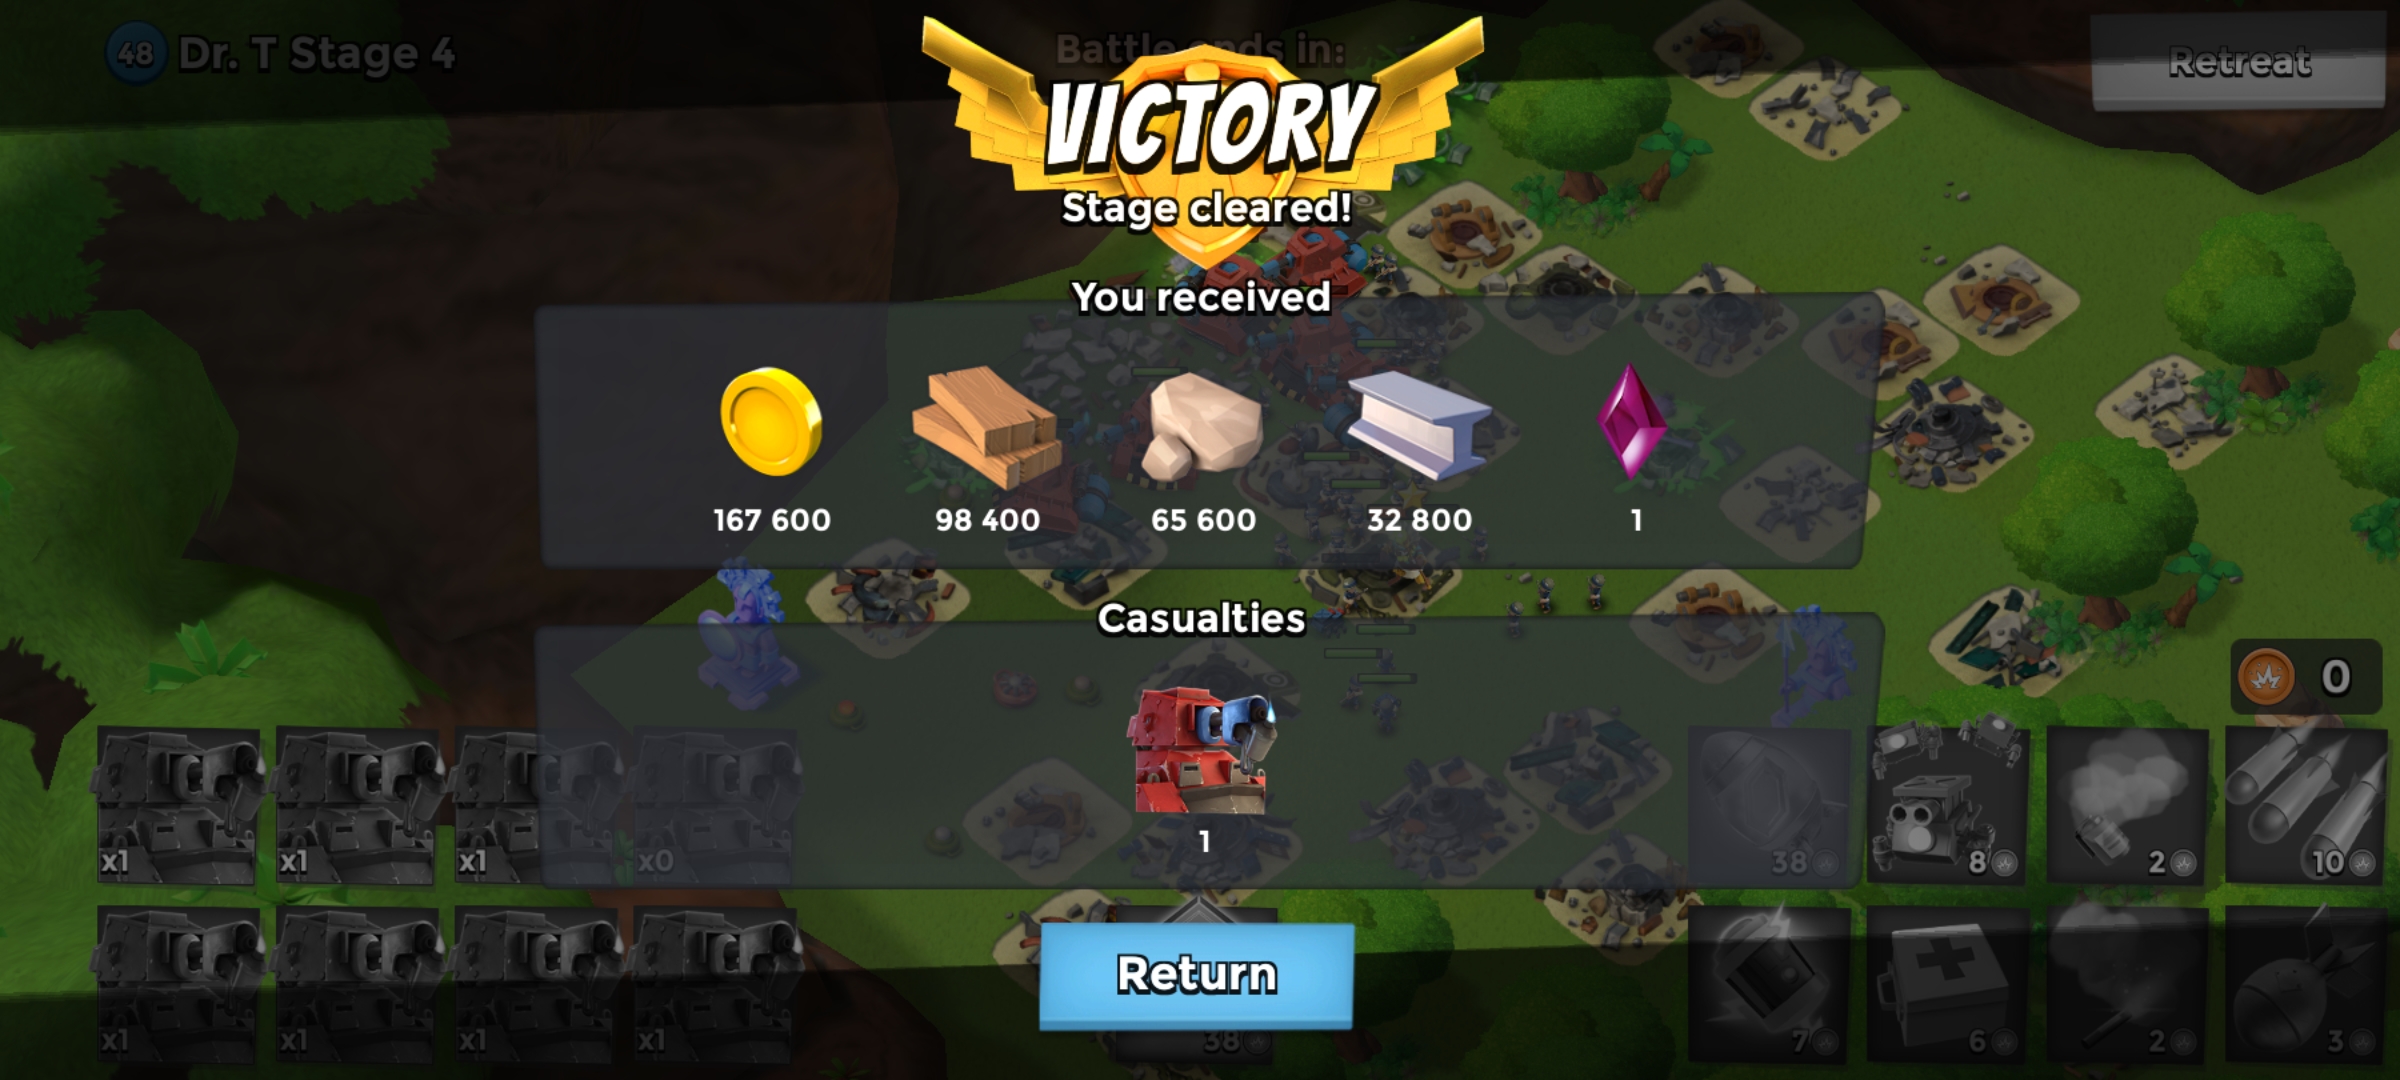 48 Dr. T Stage 4
Battle ends in:
Retreat
VICTORY
Stage cleared!
You received
167 600 98 400 65 600 32 800 1
Casualties
1
0
x1 x1 x1 x0
38 8 2 10
Return
x1 x1 x1 x1
38
7 6 2 3